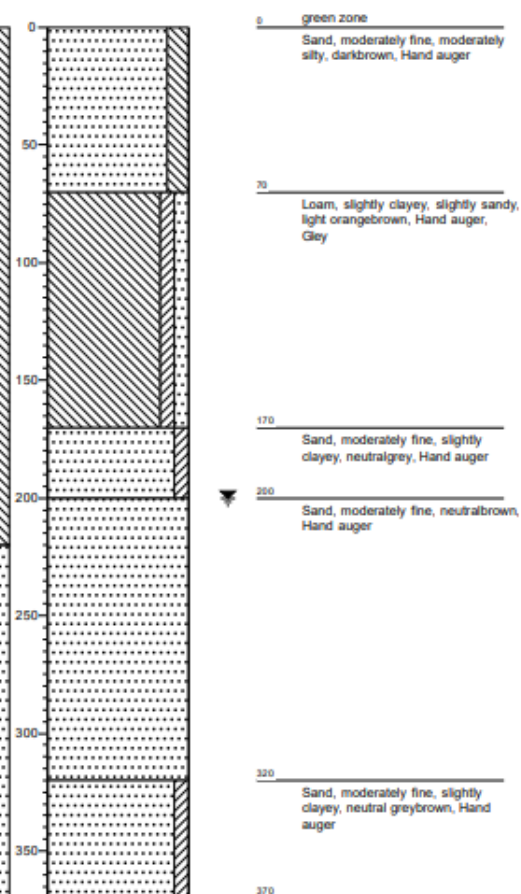 0
green zone
Sand, moderately fine, moderately
silty, darkbrown, Hand auger
70
Loam, slightly clayey, slightly sandy,
light orangebrown, Hand auger,
Gley
170
Sand, moderately fine, slightly
clayey, neutralgrey, Hand auger
200
Sand, moderately fine, neutralbrown,
Hand auger
320
Sand, moderately fine, slightly
clayey, neutral greybrown, Hand
auger
370
0
50
100
150
200
250
300
350